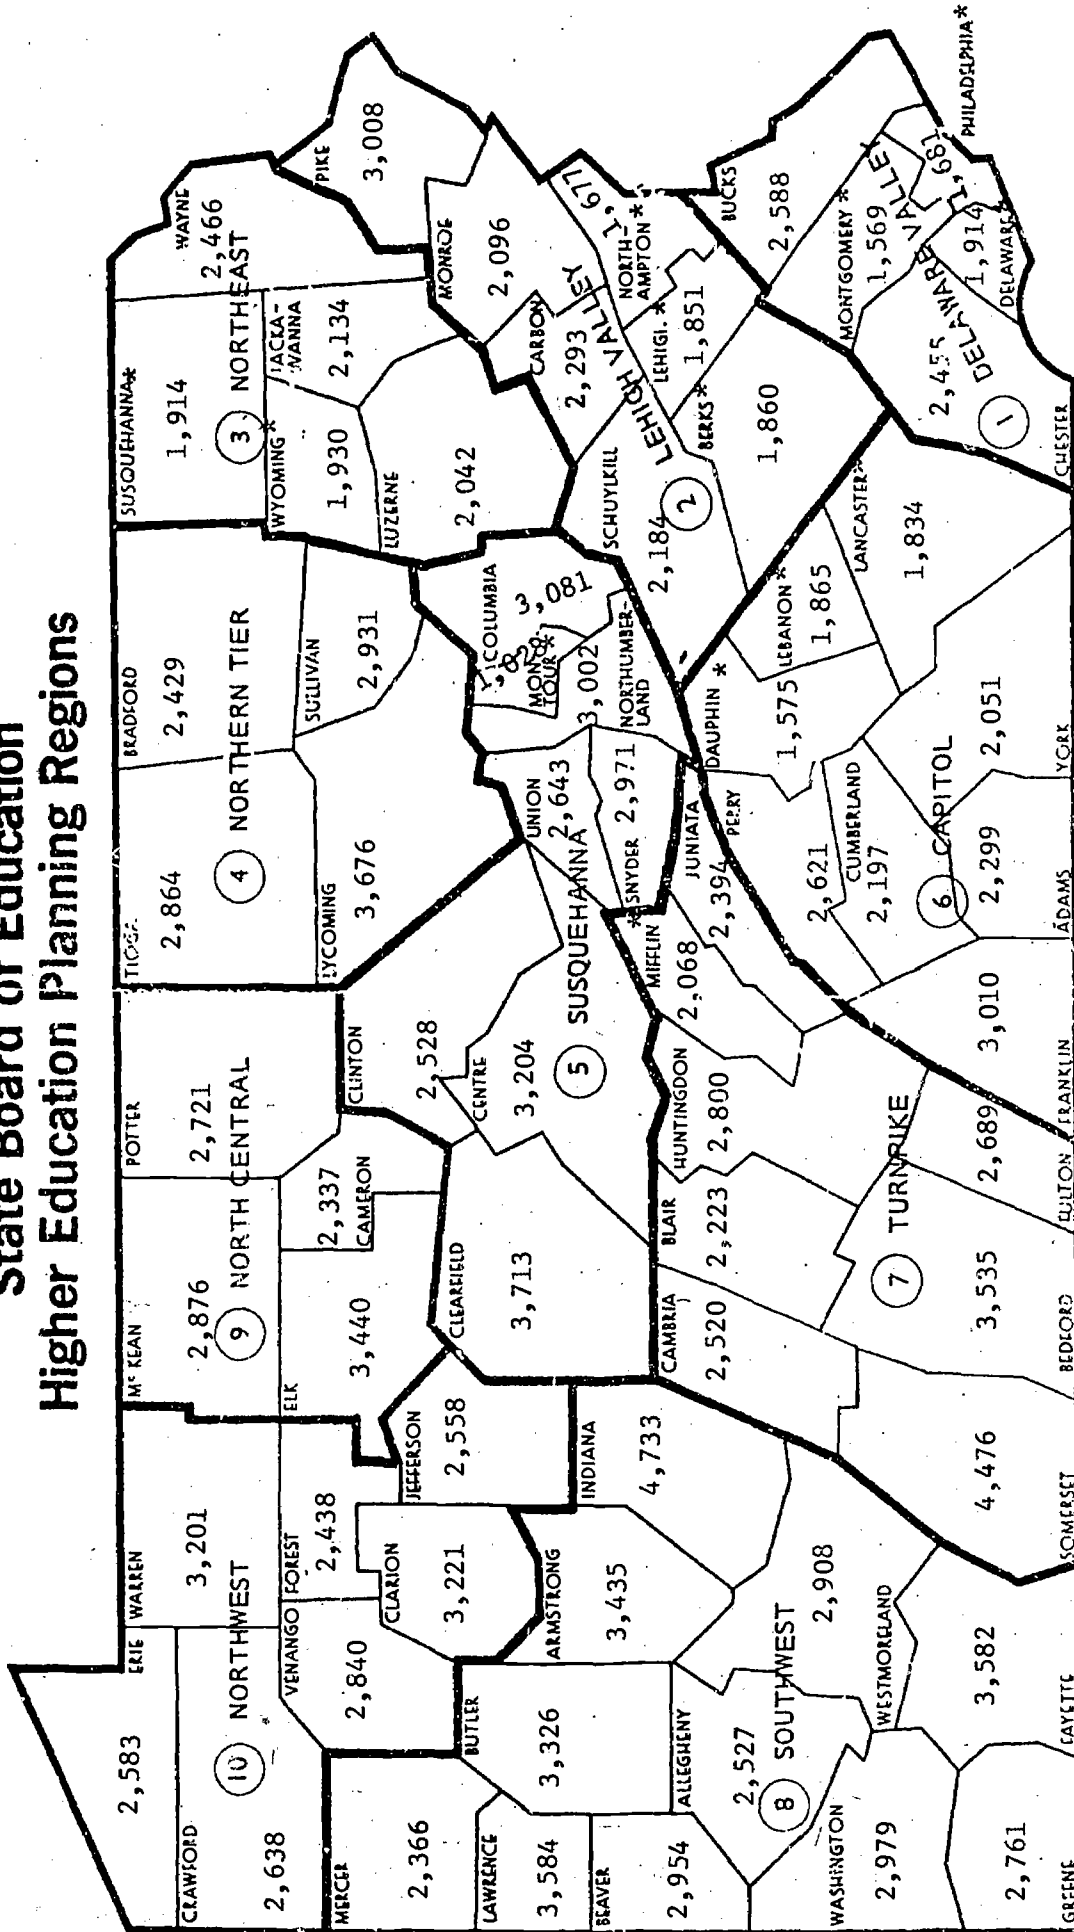 State Board of Education
Higher Education Planning Regions
ERIE
2,583
CRAWFORD
2,638
10 NORTHWEST
WARREN
3,201
VENANGO
2,840
FOREST
2,438
CLARION
3,221
JEFFERSON
2,558
MCKEAN
2,876
9 NORTH CENTRAL
POTTER
2,721
ELK
3,440
CAMERON
2,337
CLEARFIELD
3,713
TIOGA
2,864
4 NORTHERN TIER
BRADFORD
2,429
SULLIVAN
2,931
LYCOMING
3,676
SUSQUEHANNA*
1,914
3 NORTHEAST
WAYNE
2,466
WYOMING*
1,930
LACKA-
WANNA
2,134
LUZERNE
2,042
PIKE
3,008
MONROE
2,096
CARBON
2,293
2 LEHIGH VALLEY
NORTH-
AMPTON*
1,677
LEHIGH*
1,851
BERKS*
1,860
SCHUYLKILL
2,184
CLINTON
2,528
CENTRE
3,204
5 SUSQUEHANNA
UNION
2,643
*SNYDER
2,971
COLUMBIA
3,081
MON-
TOUR*
NORTHUMBER-
LAND
3,002
MIFFLIN
2,068
JUNIATA
2,394
HUNTINGDON
2,800
BLAIR
2,223
CAMBRIA
2,520
7 TURNPIKE
BEDFORD
3,535
FULTON
2,689
SOMERSET
4,476
PERRY
2,621
DAUPHIN*
1,575
LEBANON*
1,865
LANCASTER*
1,834
CUMBERLAND
2,197
6 CAPITOL
YORK
2,051
ADAMS
2,299
FRANKLIN
3,010
BUCKS
2,588
MONTGOMERY*
1,569
1 DELAWARE VALLEY
CHESTER
2,455
DELAWARE*
1,914
PHILADELPHIA*
1,681
MERCER
2,366
LAWRENCE
3,584
BEAVER
2,954
BUTLER
3,326
ARMSTRONG
3,435
INDIANA
4,733
ALLEGHENY
2,527
8 SOUTHWEST
WESTMORELAND
2,908
WASHINGTON
2,979
FAYETTE
3,582
GREENE
2,761